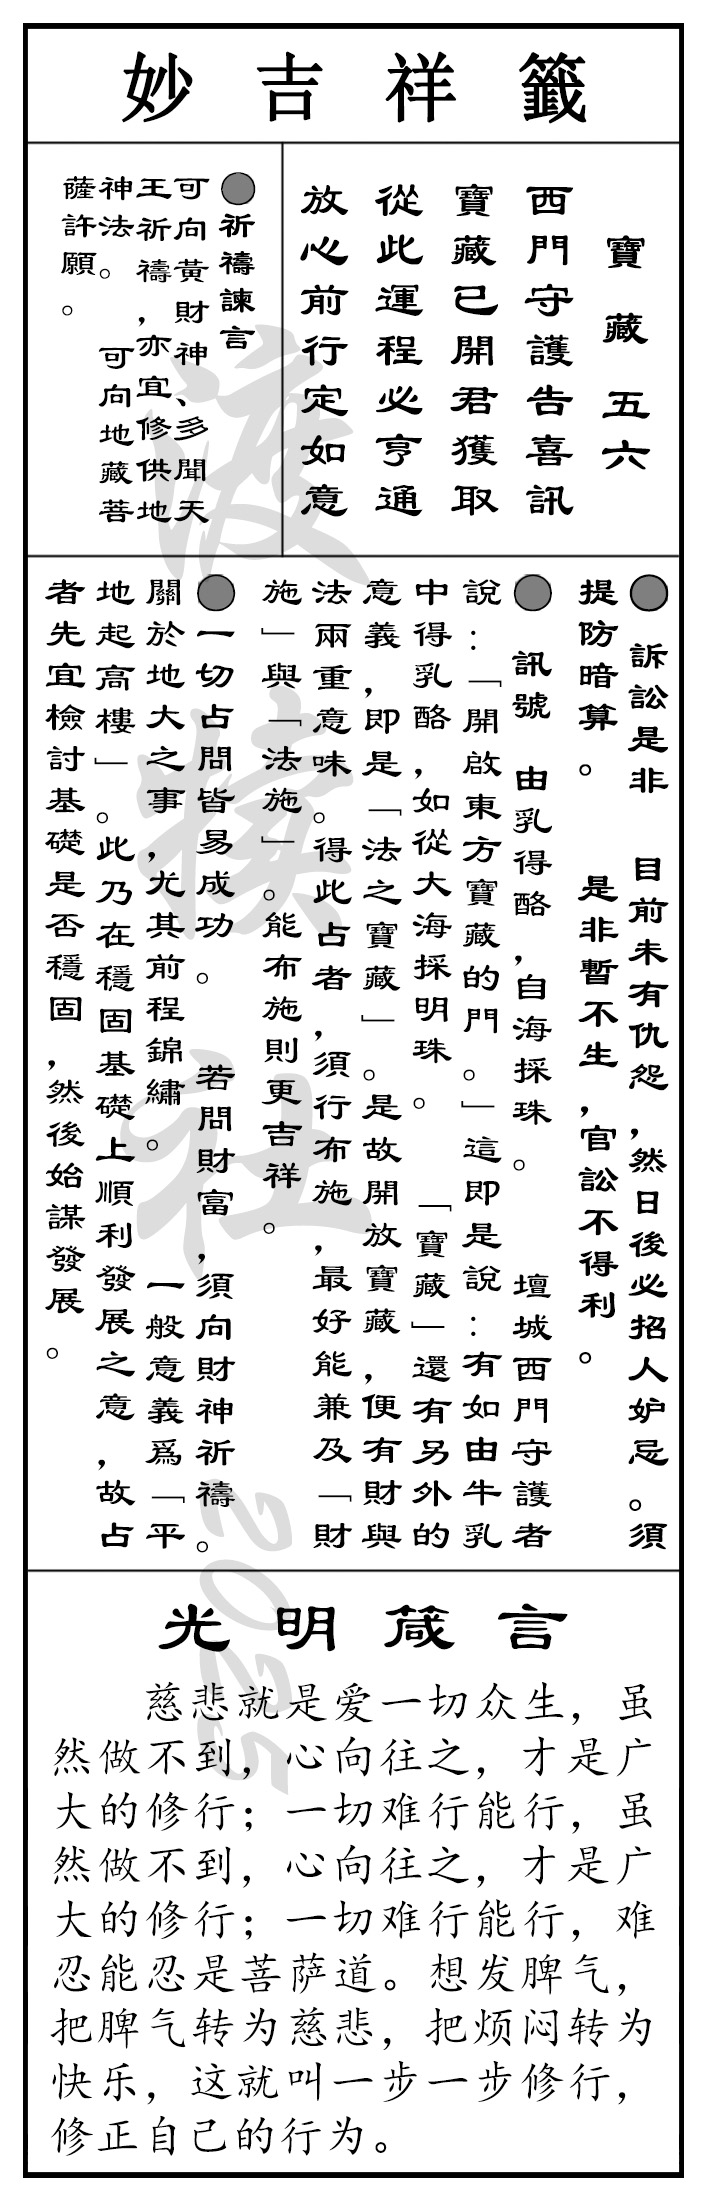 妙吉祥籤
寶藏 五六
西門守護告喜訊
寶藏已開君獲取
從此運程必亨通
放心前行定如意
●祈禱諫言
可向黃財神、多聞天
王祈禱，亦宜修供地
神法。 可向地藏菩
薩許願。
● 訴訟是非 目前未有仇怨，然日後必招人妒忌。須
提防暗算。 是非暫不生，官訟不得利。
● 訊號 由乳得酪，自海採珠。 壇城西門守護者
說：「開啟東方寶藏的門。」這即是說：有如由牛乳
中得乳酪，如從大海採明珠。 「寶藏」還有另外的
意義，即是「法之寶藏」。是故開放寶藏，便有財與
法兩重意味。得此占者，須行布施，最好能兼及「財
施」與「法施」。能布施則更吉祥。
●一切占問皆易成功。 若問財富，須向財神祈禱。
關於地大之事，尤其前程錦繡。 一般意義爲「平
地起高樓」。此乃在穩固基礎上順利發展之意，故占
者先宜檢討基礎是否穩固，然後始謀發展。
光明箴言
慈悲就是爱一切众生，虽
然做不到，心向往之，才是广
大的修行；一切难行能行，虽
然做不到，心向往之，才是广
大的修行；一切难行能行，难
忍能忍是菩萨道。想发脾气，
把脾气转为慈悲，把烦闷转为
快乐，这就叫一步一步修行，
修正自己的行为。
2025